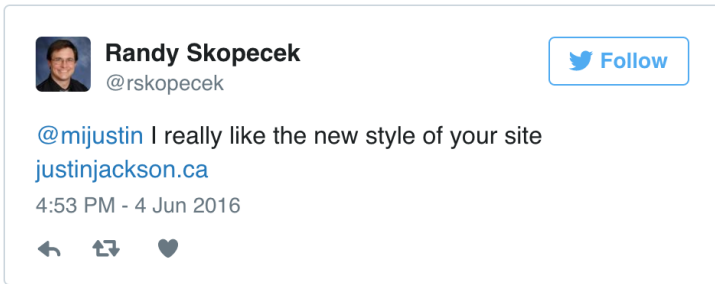 Randy Skopecek
@rskopecek
Follow
@mijustin I really like the new style of your site
justinjackson.ca
4:53 PM - 4 Jun 2016